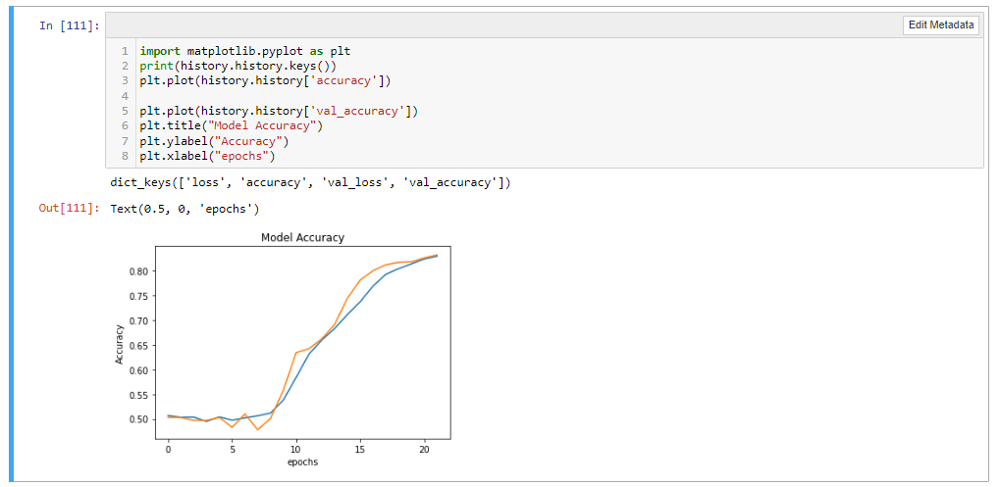 In [111]:
Edit Metadata
1 import matplotlib.pyplot as plt
2 print(history.history.keys())
3 plt.plot(history.history['accuracy'])
4
5 plt.plot(history.history['val_accuracy'])
6 plt.title("Model Accuracy")
7 plt.ylabel("Accuracy")
8 plt.xlabel("epochs")
dict_keys(['loss', 'accuracy', 'val_loss', 'val_accuracy'])
Out[111]: Text(0.5, 0, 'epochs')
Model Accuracy
0.80
0.75
0.70
0.65
0.60
0.55
0.50
Accuracy
0 5 10 15 20
epochs